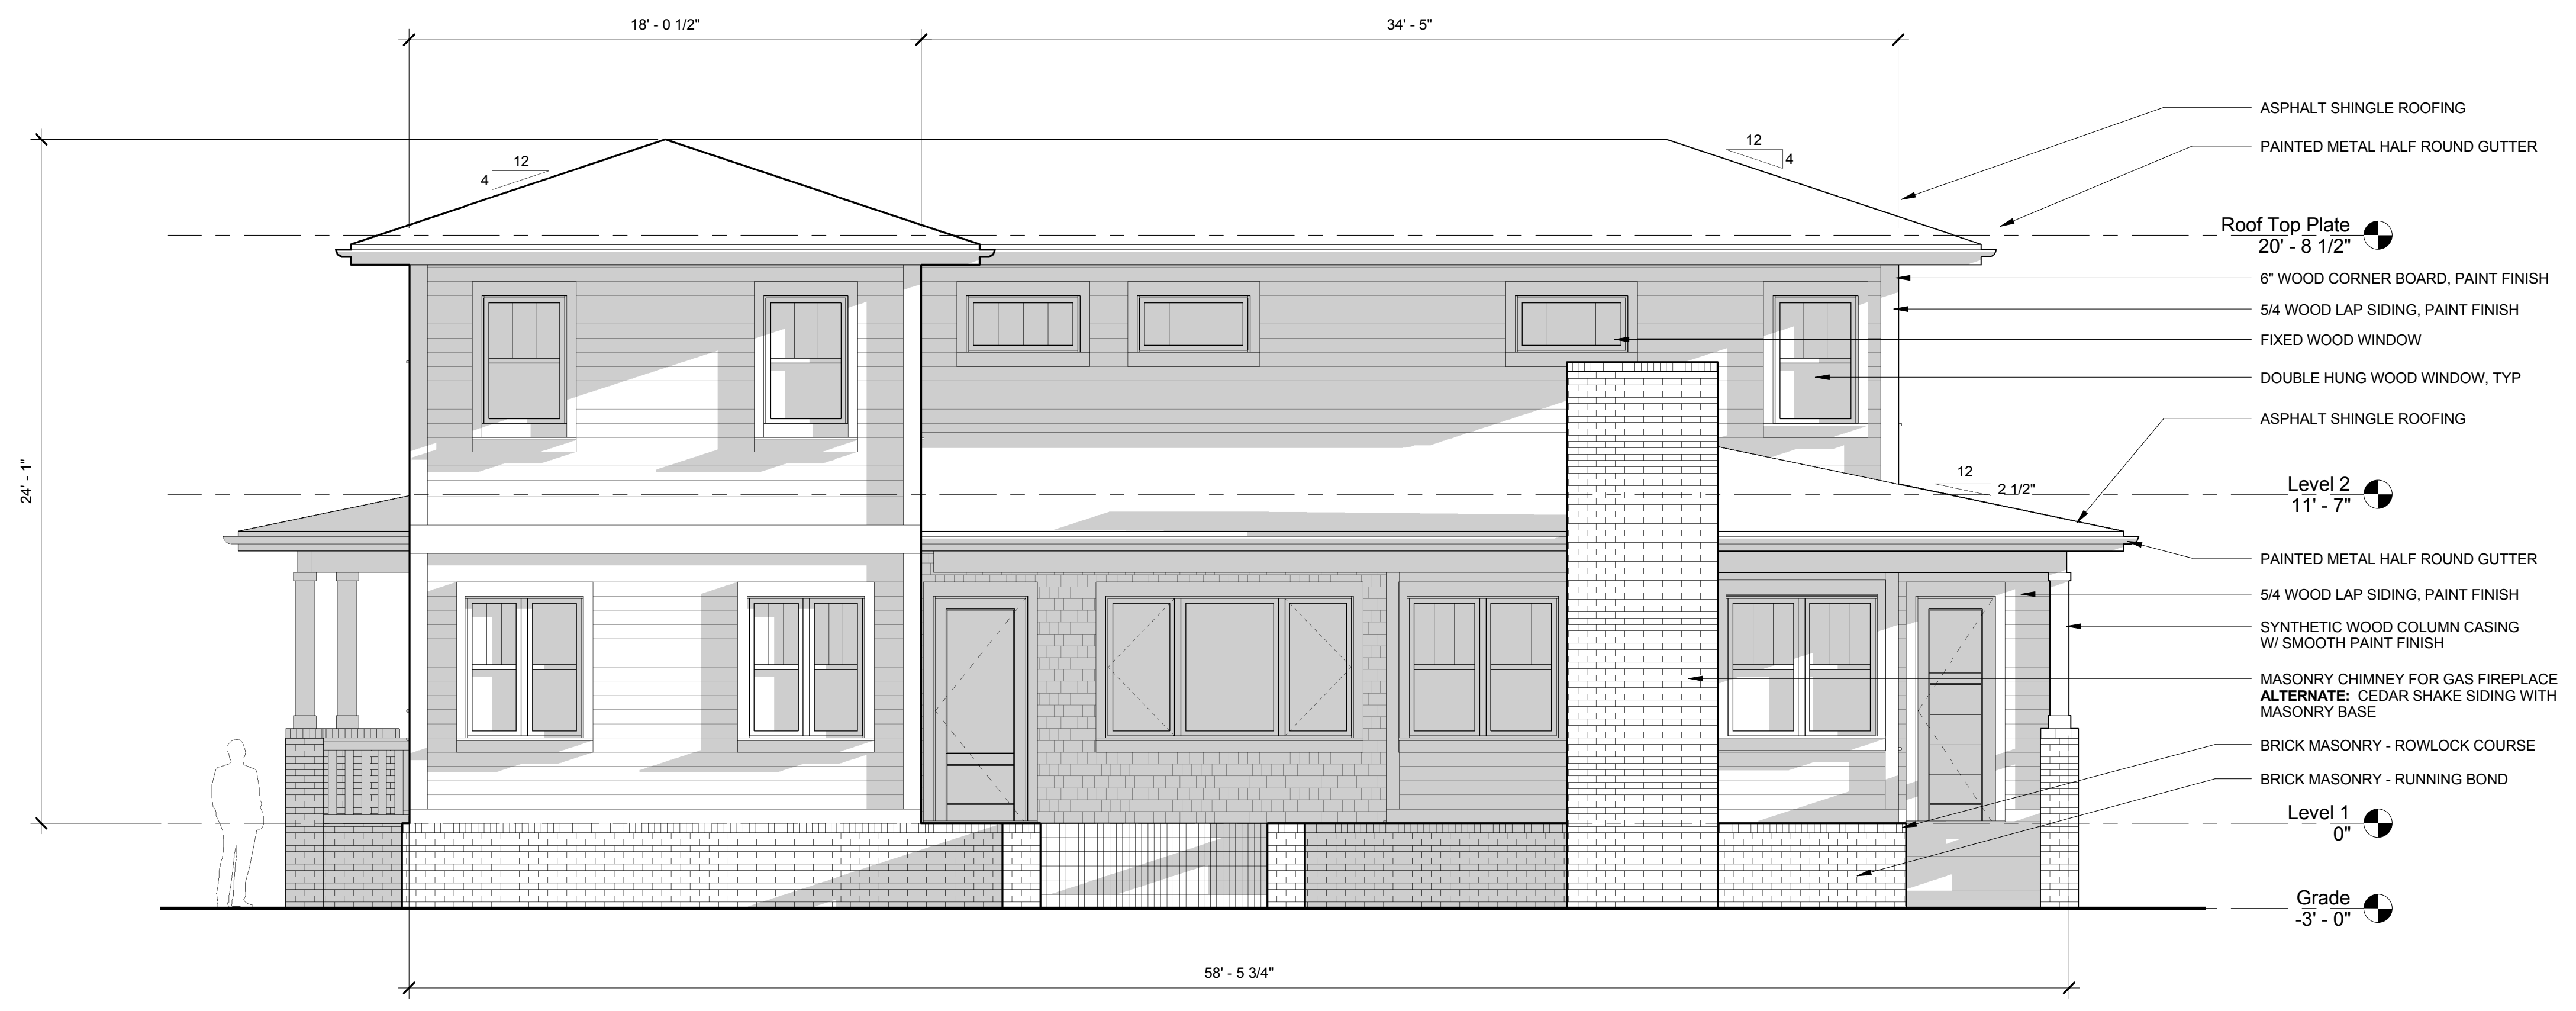 18' - 0 1/2"
34' - 5"
12
4
12
4
24' - 1"
12
2 1/2"
58' - 5 3/4"
ASPHALT SHINGLE ROOFING
PAINTED METAL HALF ROUND GUTTER
Roof Top Plate
20' - 8 1/2"
6" WOOD CORNER BOARD, PAINT FINISH
5/4 WOOD LAP SIDING, PAINT FINISH
FIXED WOOD WINDOW
DOUBLE HUNG WOOD WINDOW, TYP
ASPHALT SHINGLE ROOFING
Level 2
11' - 7"
PAINTED METAL HALF ROUND GUTTER
5/4 WOOD LAP SIDING, PAINT FINISH
SYNTHETIC WOOD COLUMN CASING
W/ SMOOTH PAINT FINISH
MASONRY CHIMNEY FOR GAS FIREPLACE
ALTERNATE: CEDAR SHAKE SIDING WITH
MASONRY BASE
BRICK MASONRY - ROWLOCK COURSE
BRICK MASONRY - RUNNING BOND
Level 1
0"
Grade
-3' - 0"